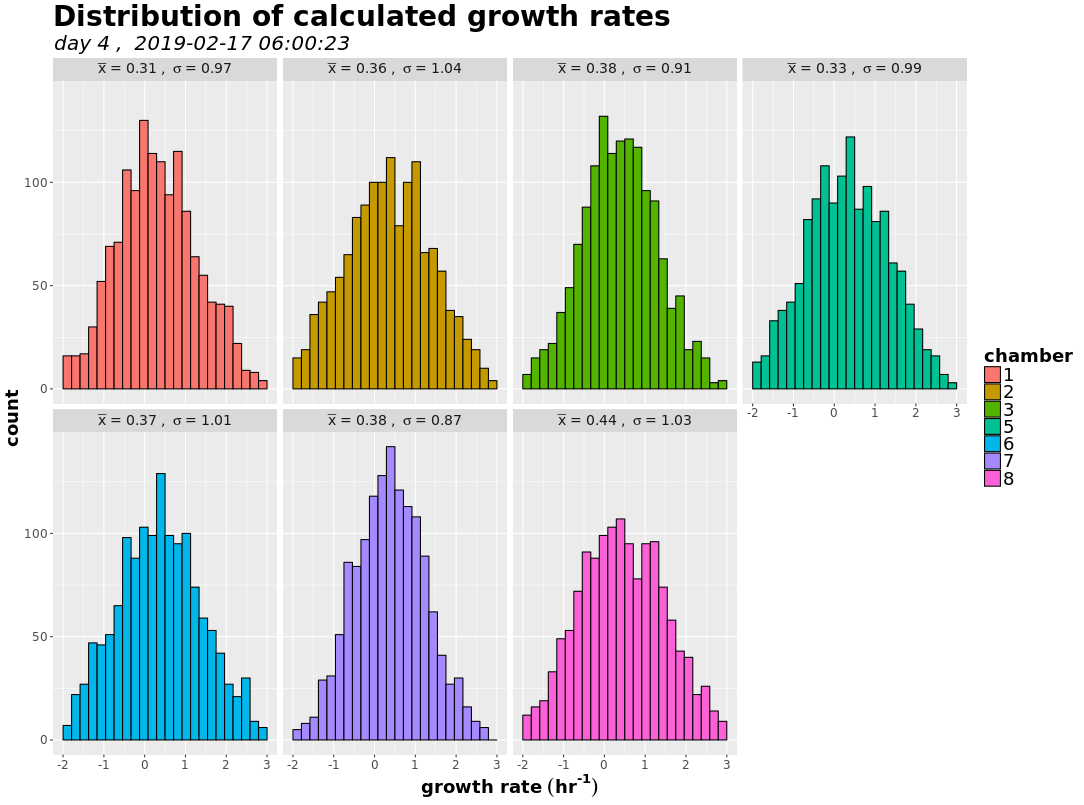 Distribution of calculated growth rates
day 4 ,  2019-02-17 06:00:23
x̅ = 0.31 ,  σ = 0.97
x̅ = 0.36 ,  σ = 1.04
x̅ = 0.38 ,  σ = 0.91
x̅ = 0.33 ,  σ = 0.99
100
50
0
-2 -1 0 1 2 3
x̅ = 0.37 ,  σ = 1.01
x̅ = 0.38 ,  σ = 0.87
x̅ = 0.44 ,  σ = 1.03
100
50
0
-2 -1 0 1 2 3
-2 -1 0 1 2 3
-2 -1 0 1 2 3
count
growth rate (hr⁻¹)
chamber
1
2
3
5
6
7
8